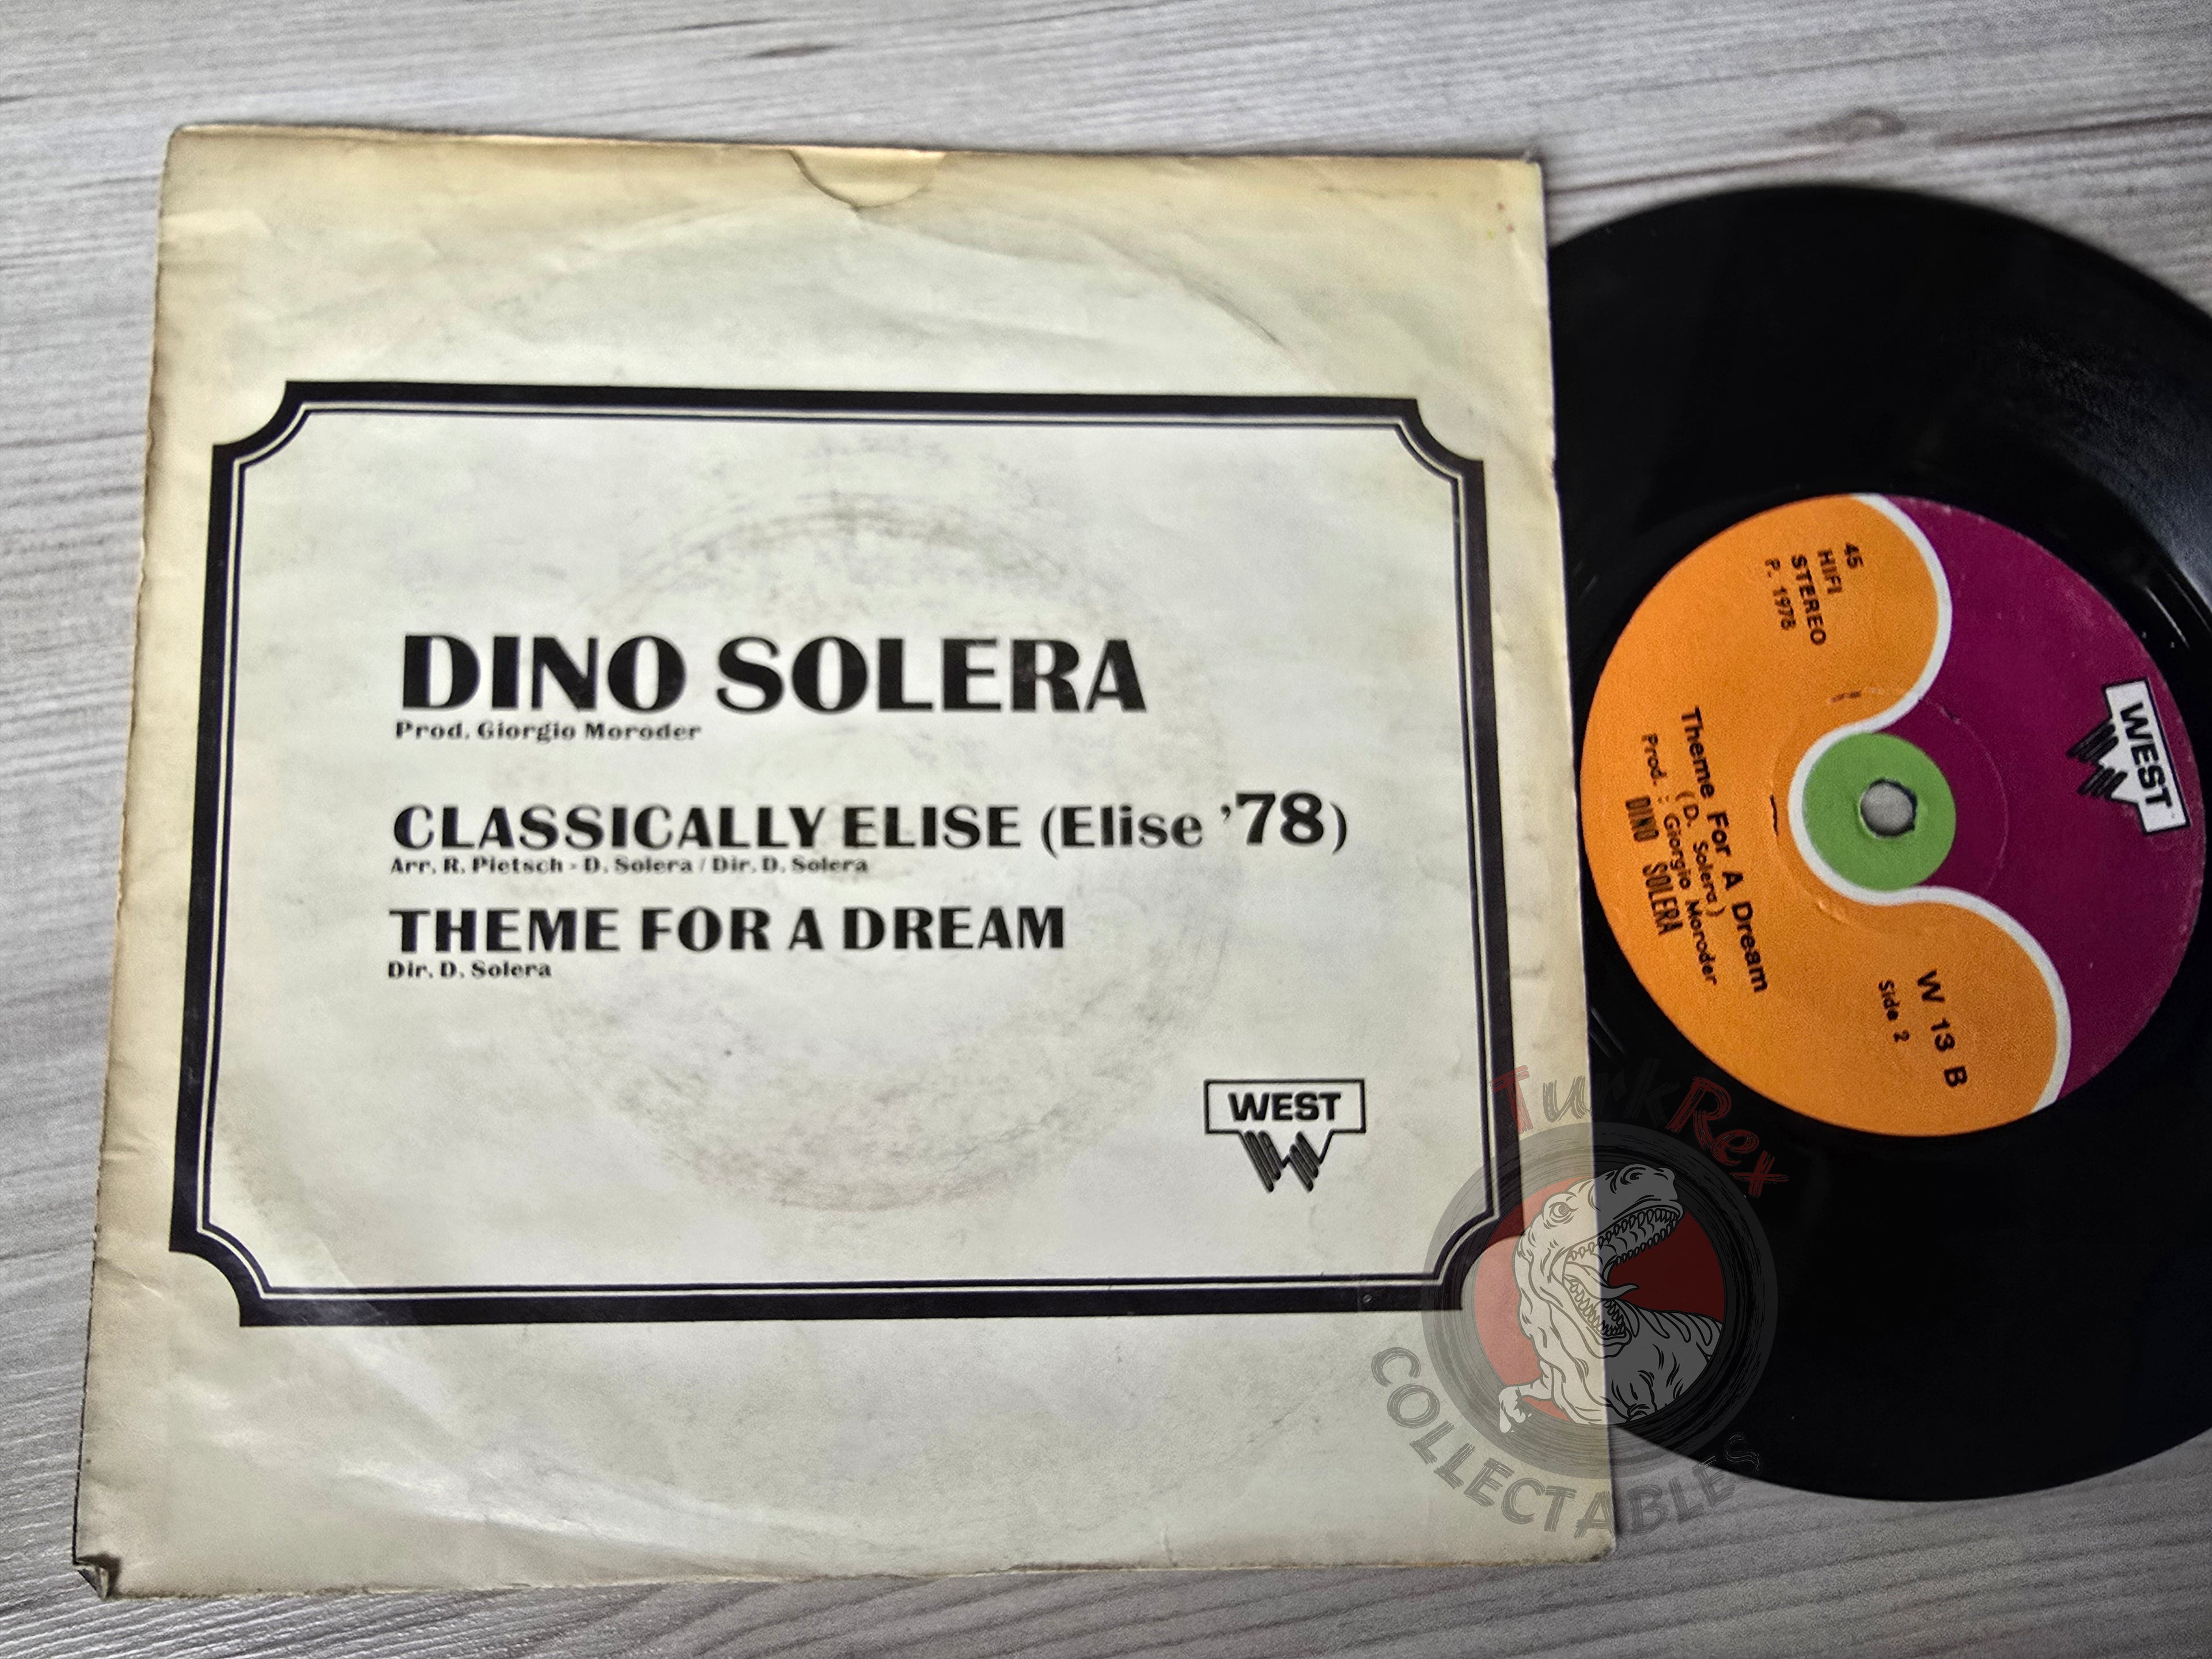 DINO SOLERA
Prod. Giorgio Moroder
CLASSICALLY ELISE (Elise ’78)
Arr. R. Pietsch - D. Solera / Dir. D. Solera
THEME FOR A DREAM
Dir. D. Solera
WEST
WEST
45
HIFI
STEREO
P. 1978
W 13 B
Side 2
Theme For A Dream
(D. Solera)
Prod. : Giorgio Moroder
DINO SOLERA
TurkRex
COLLECTABLES